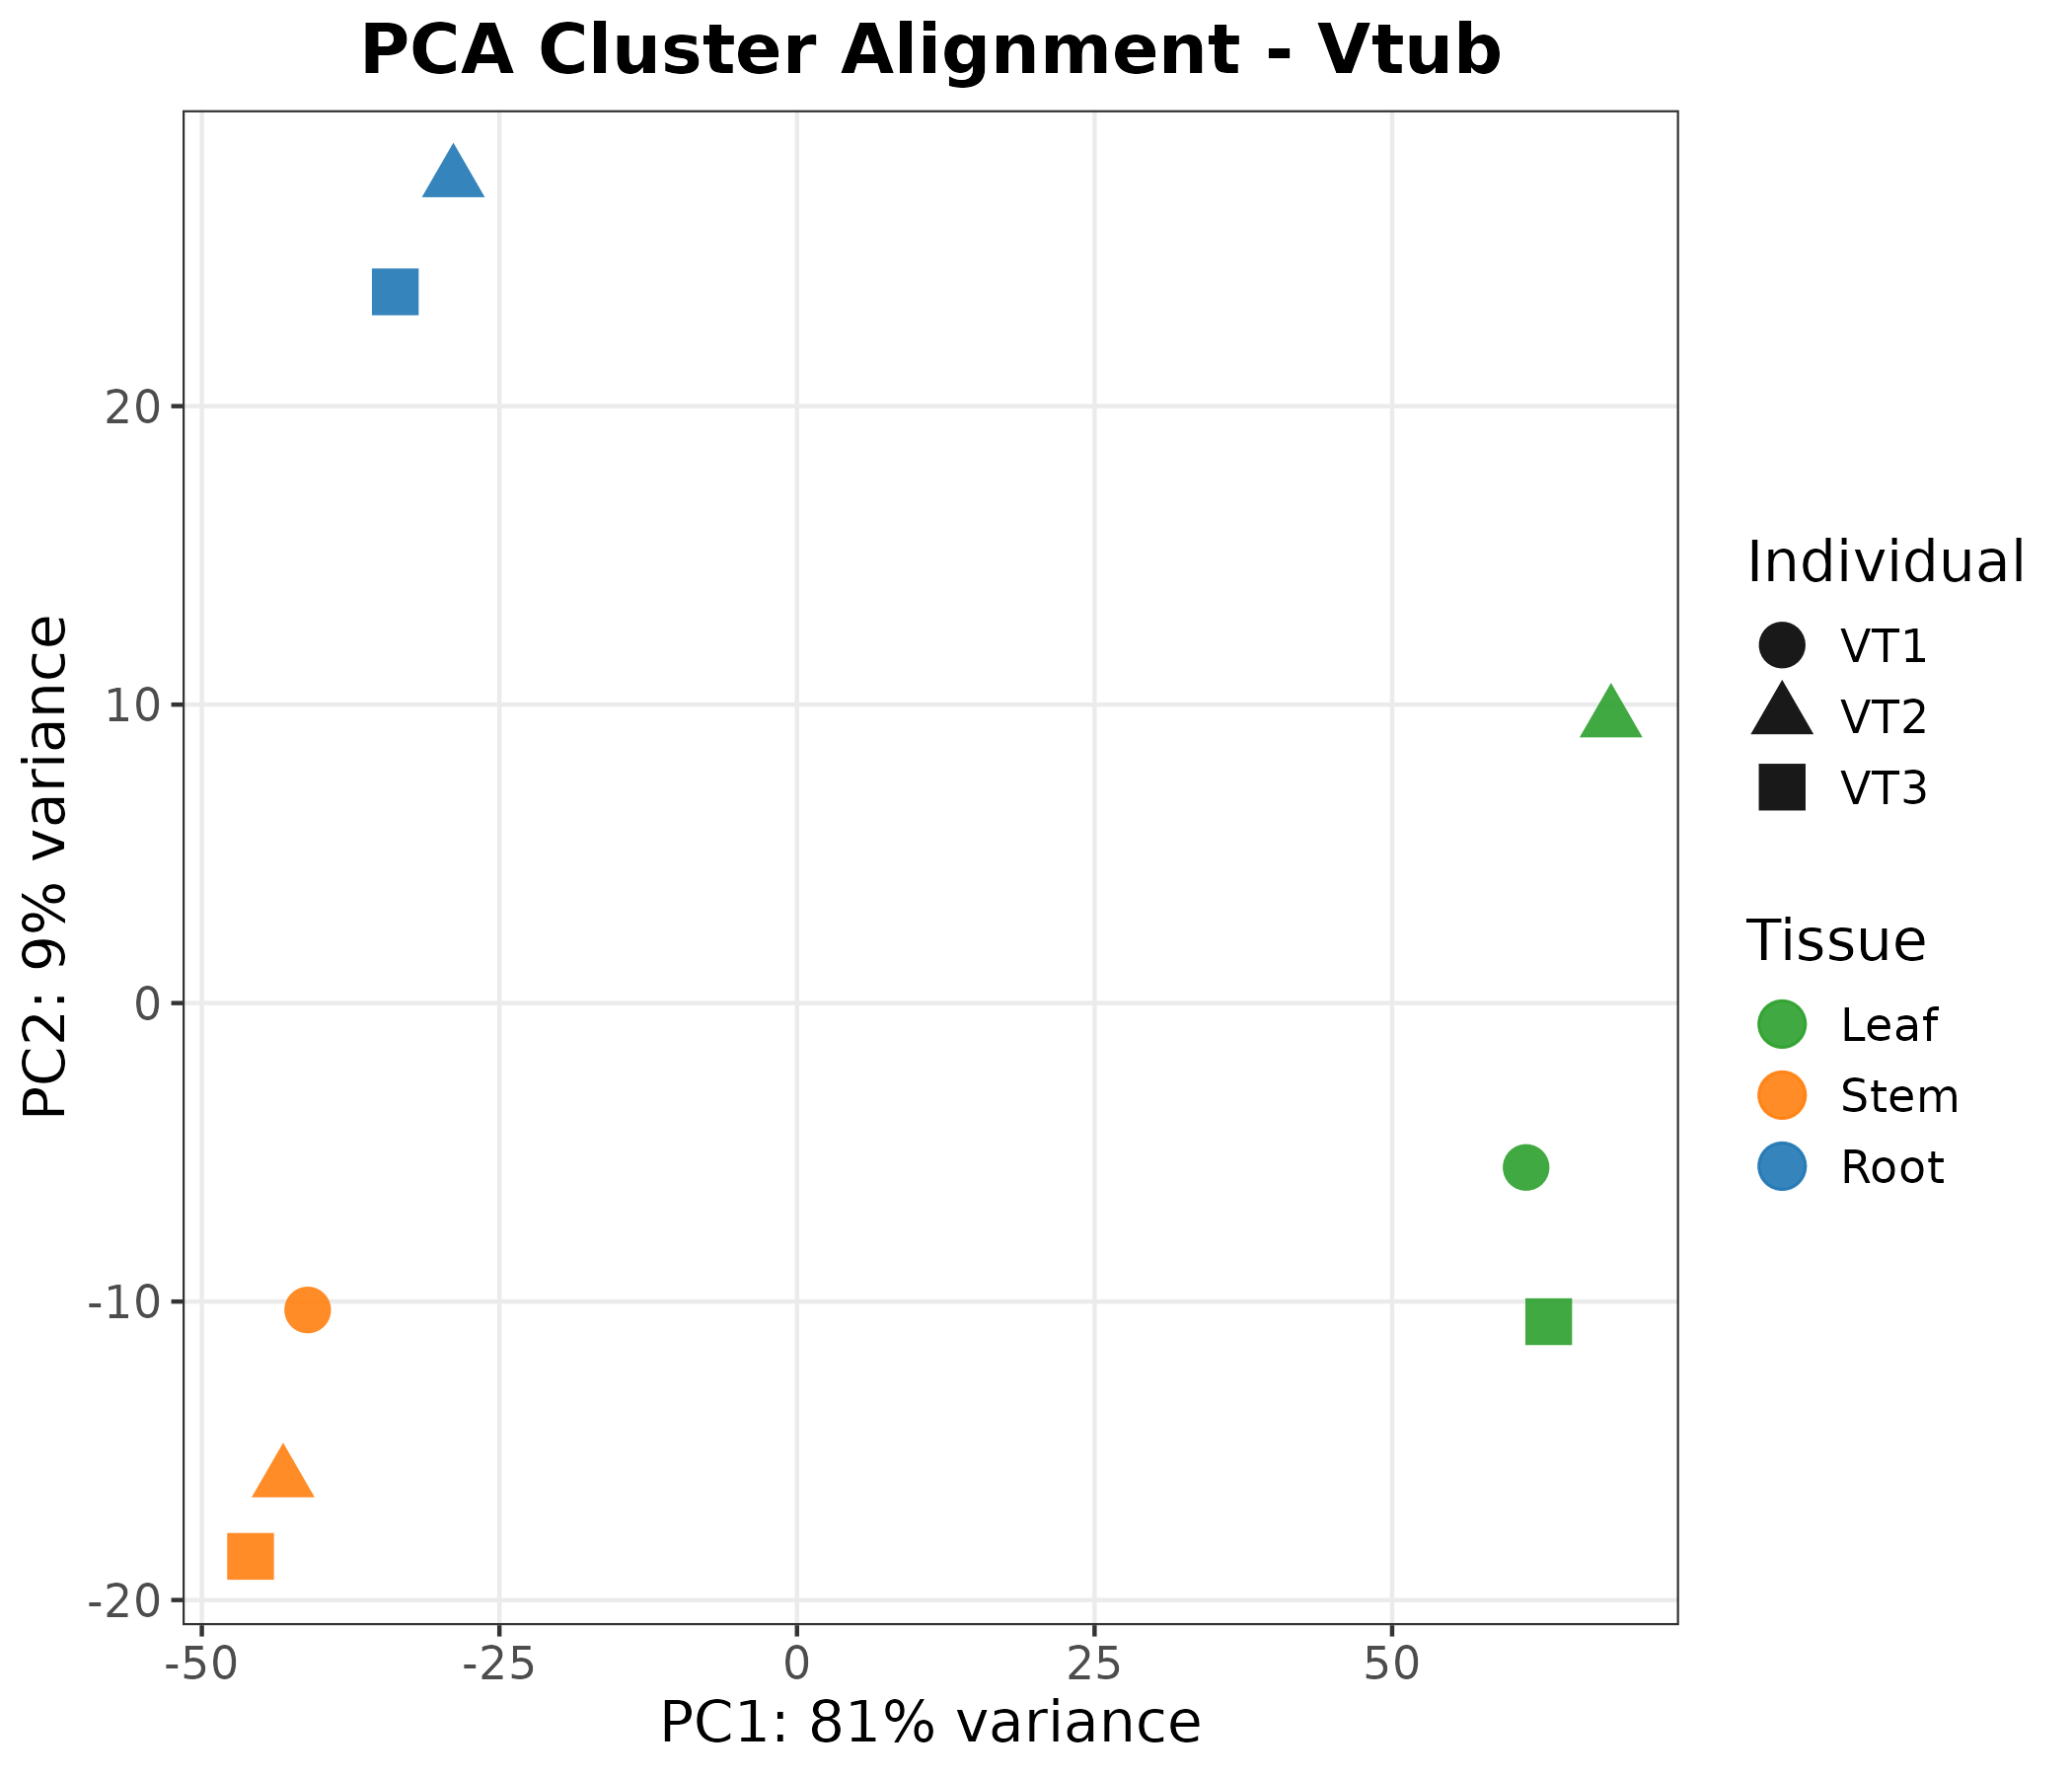 PCA Cluster Alignment - Vtub
PC2: 9% variance
20
10
0
-10
-20
-50
-25
0
25
50
PC1: 81% variance
Individual
VT1
VT2
VT3
Tissue
Leaf
Stem
Root